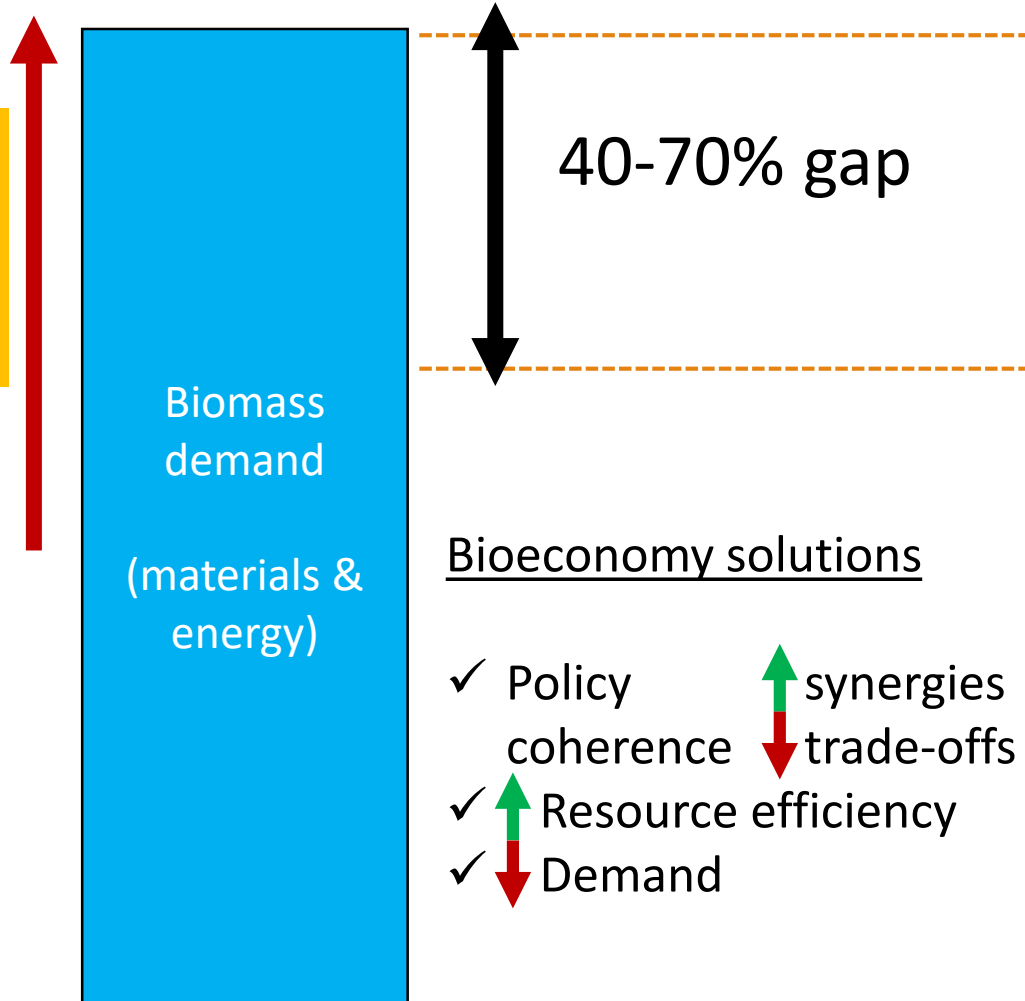 40-70% gap
Biomass
demand
(materials &
energy)
Bioeconomy solutions
✓ Policy synergies
coherence trade-offs
✓ Resource efficiency
✓ Demand